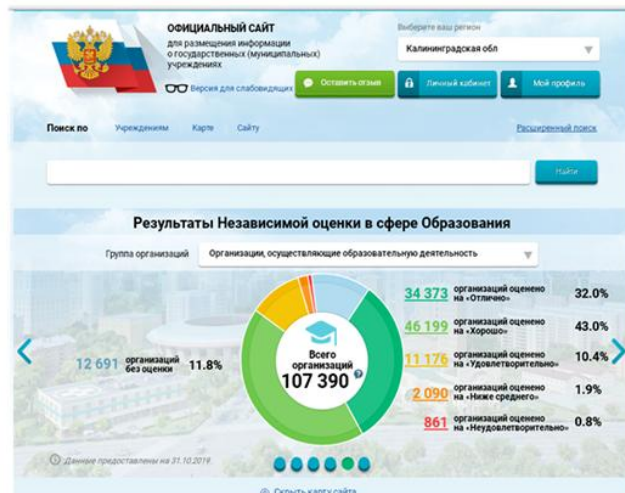 ОФИЦИАЛЬНЫЙ САЙТ
для размещения информации
о государственных (муниципальных)
учреждениях
Версия для слабовидящих
Выберете ваш регион
Калининградская обл
Оставить отзыв
Личный кабинет
Мой профиль
Поиск по Учреждениям Карте Сайту Расширенный поиск
Найти
Результаты Независимой оценки в сфере Образования
Группа организаций Организации, осуществляющие образовательную деятельность
12 691 организаций без оценки 11.8%
Всего
организаций
107 390 ?
34 373 организаций оценено на «Отлично» 32.0%
46 199 организаций оценено на «Хорошо» 43.0%
11 176 организаций оценено на «Удовлетворительно» 10.4%
2 090 организаций оценено на «Ниже среднего» 1.9%
861 организаций оценено на «Неудовлетворительно» 0.8%
Данные предоставлены на 31.10.2019
Скрыть карту сайта